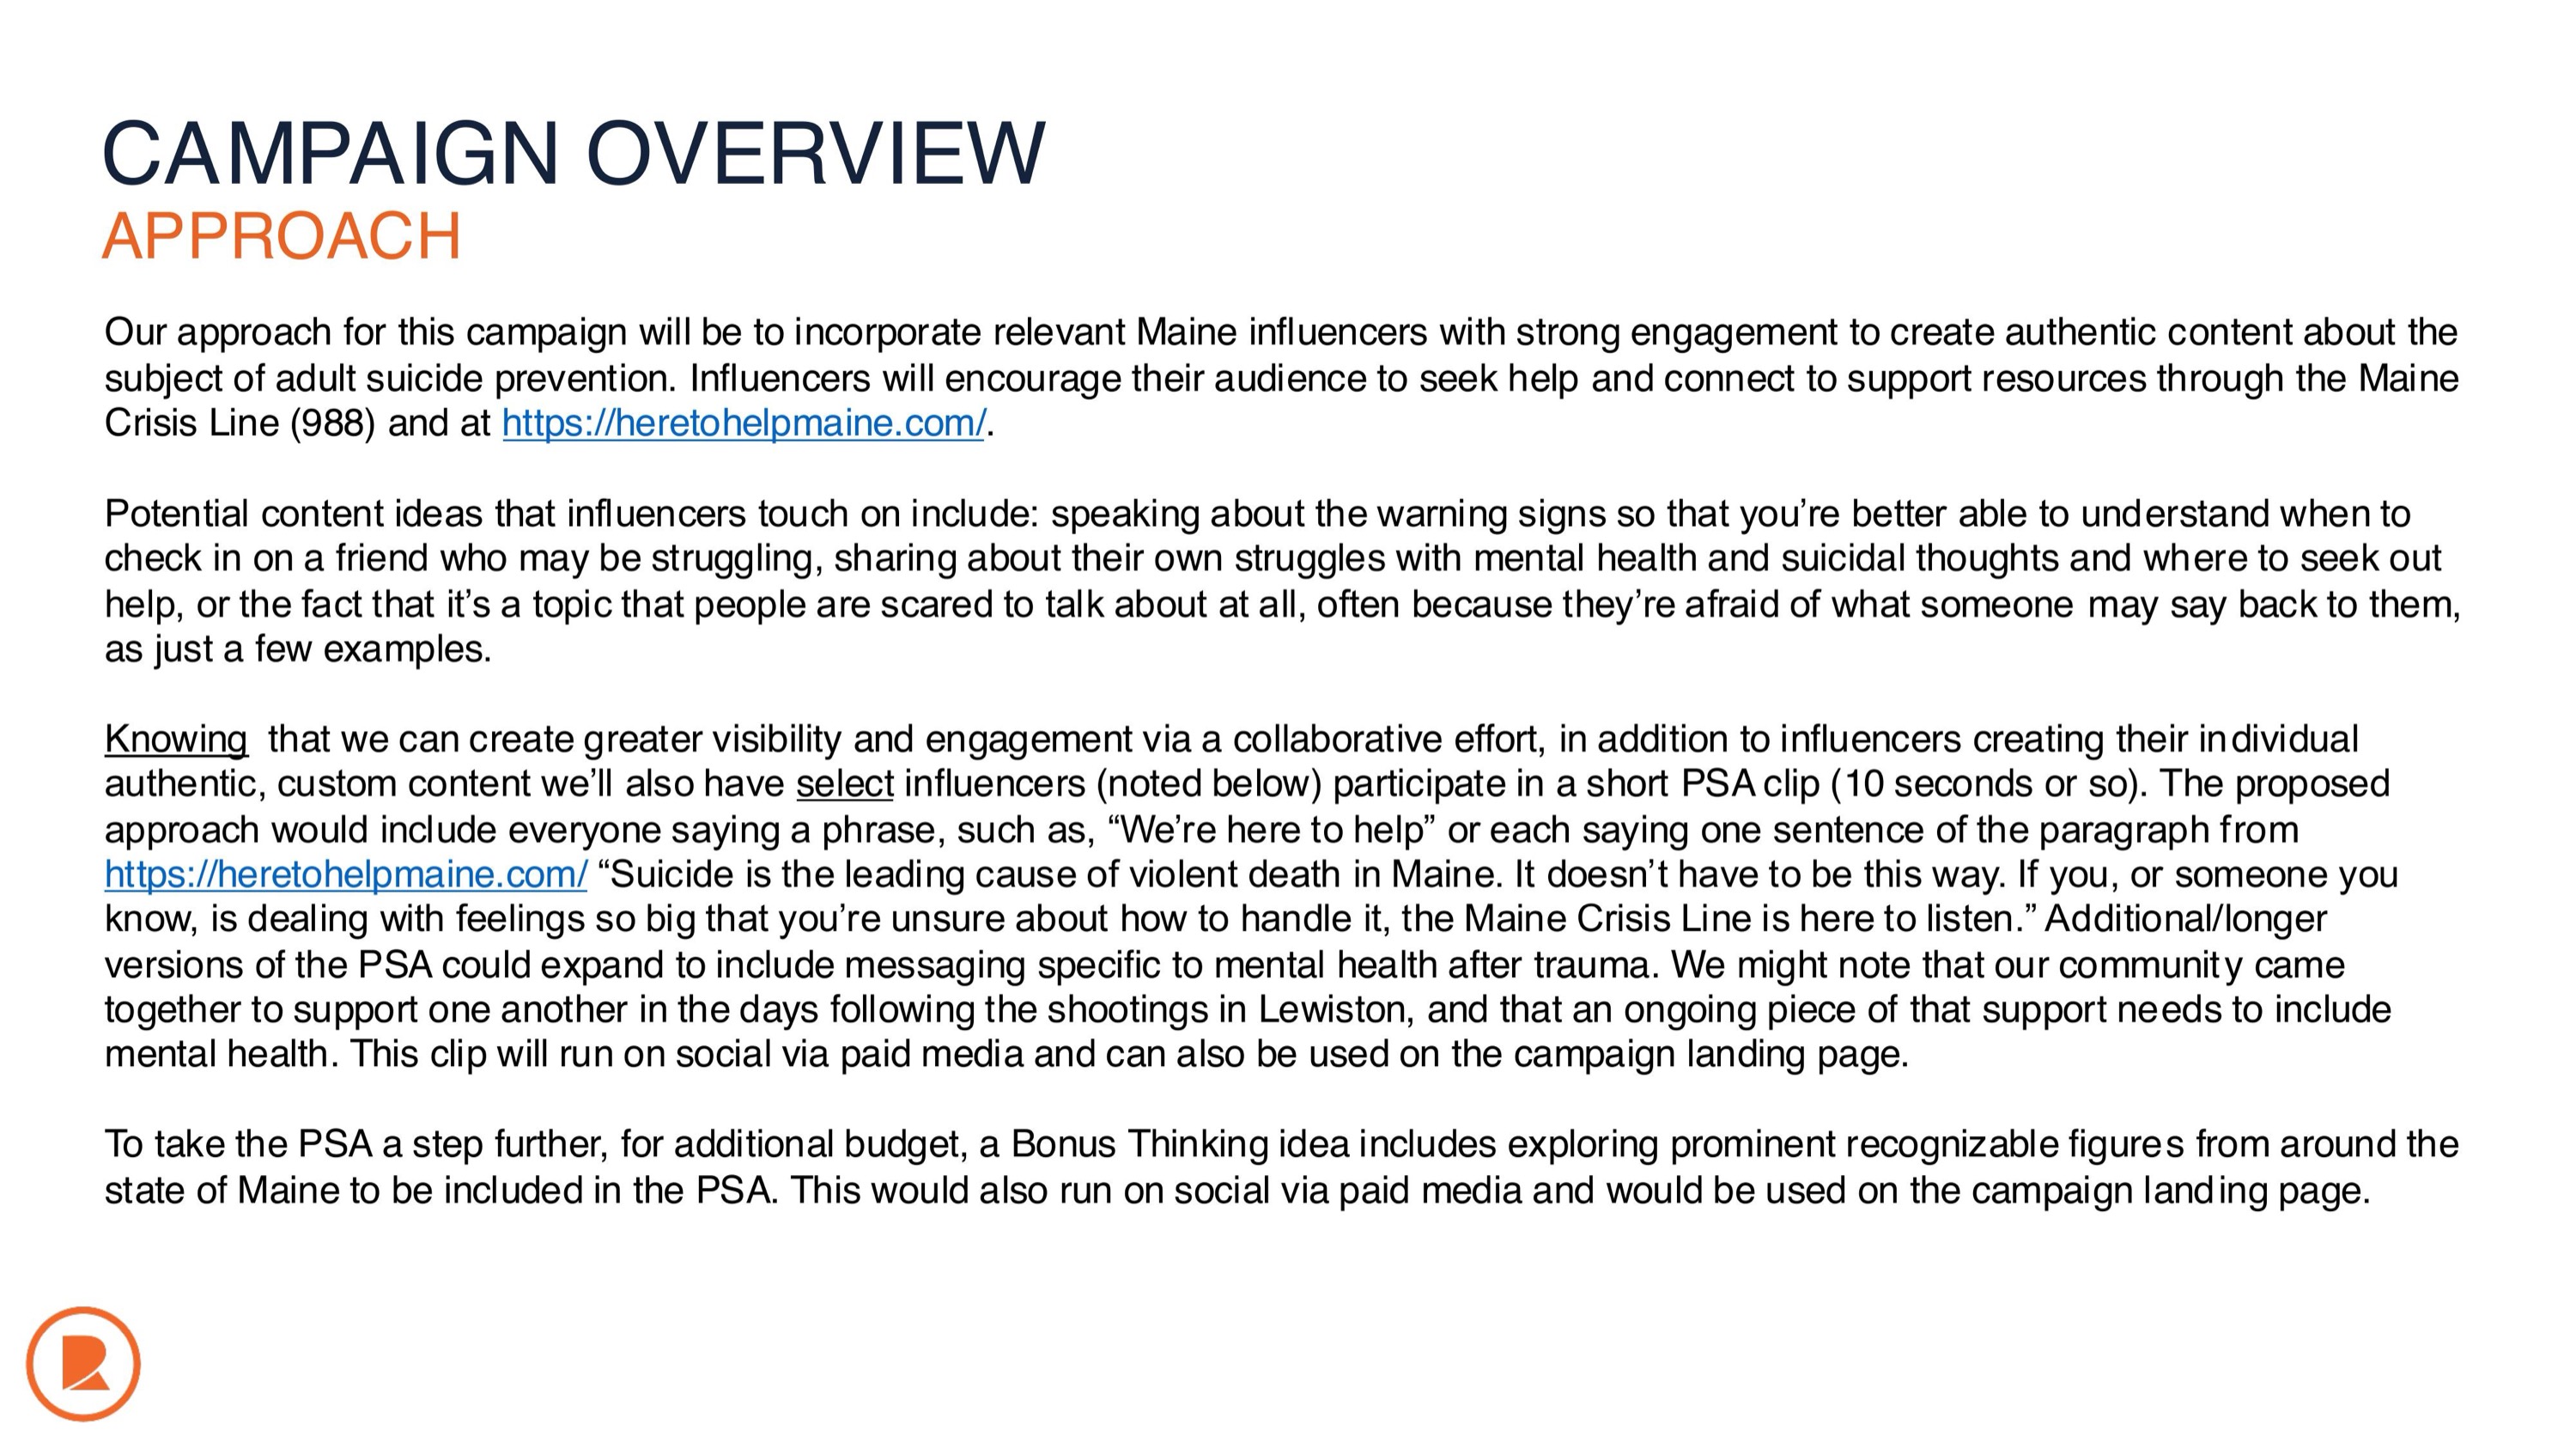 CAMPAIGN OVERVIEW
APPROACH
Our approach for this campaign will be to incorporate relevant Maine influencers with strong engagement to create authentic content about the
subject of adult suicide prevention. Influencers will encourage their audience to seek help and connect to support resources through the Maine
Crisis Line (988) and at https://heretohelpmaine.com/.
Potential content ideas that influencers touch on include: speaking about the warning signs so that you’re better able to understand when to
check in on a friend who may be struggling, sharing about their own struggles with mental health and suicidal thoughts and where to seek out
help, or the fact that it’s a topic that people are scared to talk about at all, often because they’re afraid of what someone may say back to them,
as just a few examples.
Knowing that we can create greater visibility and engagement via a collaborative effort, in addition to influencers creating their individual
authentic, custom content we’ll also have select influencers (noted below) participate in a short PSA clip (10 seconds or so). The proposed
approach would include everyone saying a phrase, such as, “We’re here to help” or each saying one sentence of the paragraph from
https://heretohelpmaine.com/ “Suicide is the leading cause of violent death in Maine. It doesn’t have to be this way. If you, or someone you
know, is dealing with feelings so big that you’re unsure about how to handle it, the Maine Crisis Line is here to listen.” Additional/longer
versions of the PSA could expand to include messaging specific to mental health after trauma. We might note that our community came
together to support one another in the days following the shootings in Lewiston, and that an ongoing piece of that support needs to include
mental health. This clip will run on social via paid media and can also be used on the campaign landing page.
To take the PSA a step further, for additional budget, a Bonus Thinking idea includes exploring prominent recognizable figures from around the
state of Maine to be included in the PSA. This would also run on social via paid media and would be used on the campaign landing page.
R